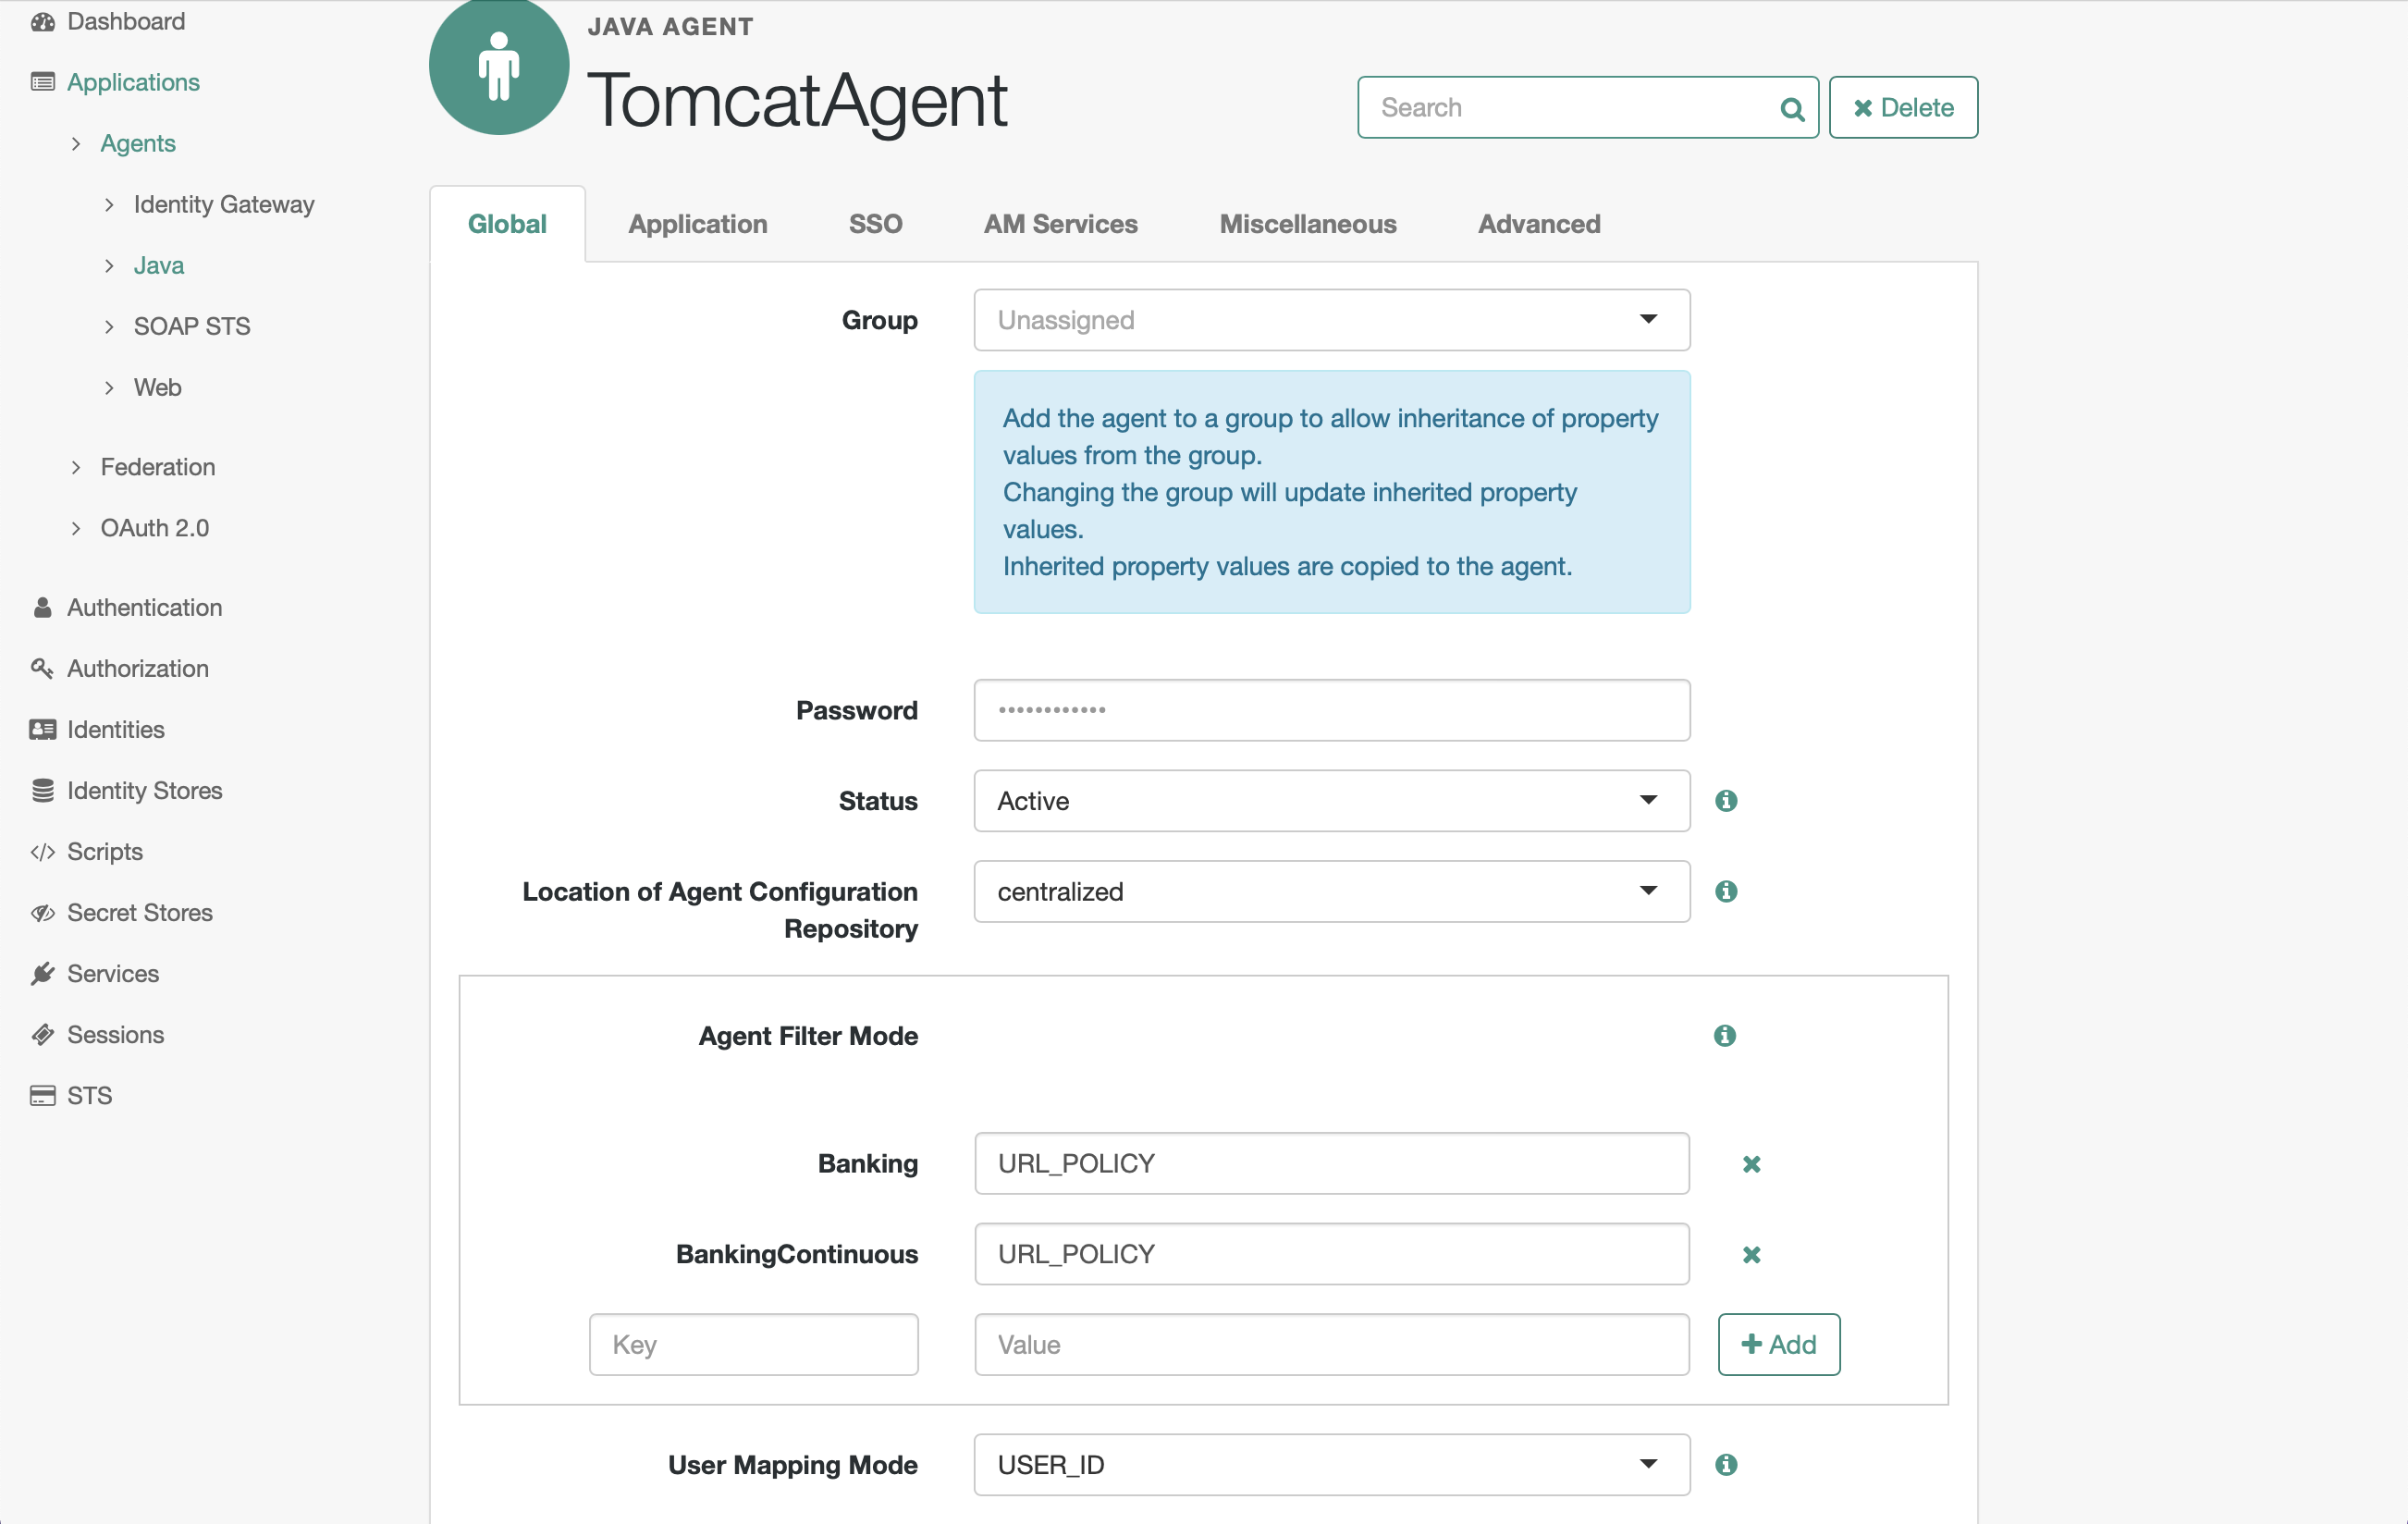 Dashboard
Applications
Agents
Identity Gateway
Java
SOAP STS
Web
Federation
OAuth 2.0
Authentication
Authorization
Identities
Identity Stores
Scripts
Secret Stores
Services
Sessions
STS
JAVA AGENT
TomcatAgent
Search
Delete
Global Application SSO AM Services Miscellaneous Advanced
Group Unassigned
Add the agent to a group to allow inheritance of property
values from the group.
Changing the group will update inherited property
values.
Inherited property values are copied to the agent.
Password ••••••••••••
Status Active
Location of Agent Configuration
Repository
centralized
Agent Filter Mode
Banking URL_POLICY
BankingContinuous URL_POLICY
Key Value Add
User Mapping Mode USER_ID